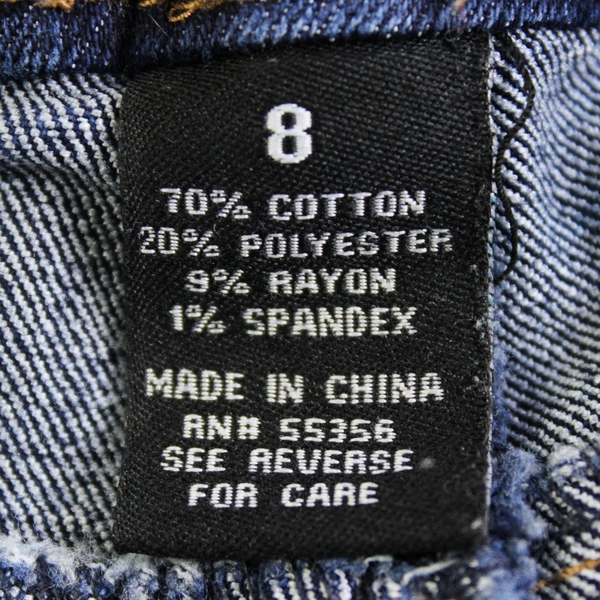 8
70% COTTON
20% POLYESTER
9% RAYON
1% SPANDEX
MADE IN CHINA
RN# 55356
SEE REVERSE
FOR CARE